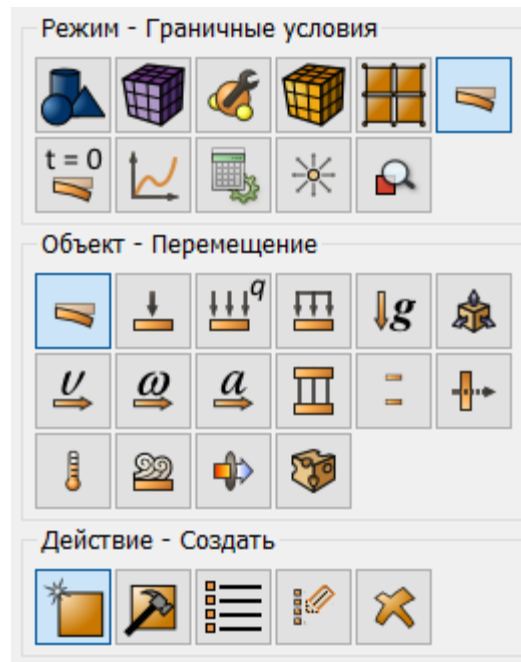 Режим - Граничные условия
t = 0
Объект - Перемещение
q
g
υ ω a
Действие - Создать